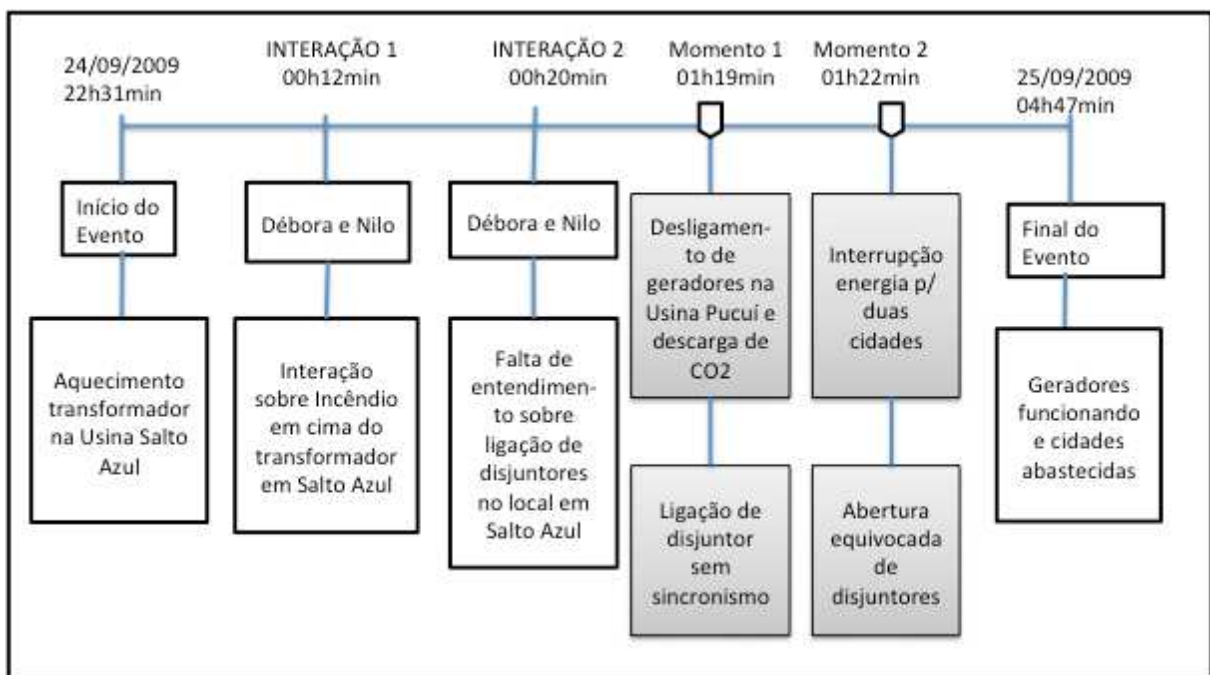 24/09/2009
22h31min
INTERAÇÃO 1
00h12min
INTERAÇÃO 2
00h20min
Momento 1
01h19min
Momento 2
01h22min
25/09/2009
04h47min
Início do
Evento
Débora e Nilo
Débora e Nilo
Desligamen-
to de
geradores na
Usina Pucuí e
descarga de
CO2
Interrupção
energia p/
duas
cidades
Final do
Evento
Aquecimento
transformador
na Usina Salto
Azul
Interação
sobre Incêndio
em cima do
transformador
em Salto Azul
Falta de
entendimen-
to sobre
ligação de
disjuntores
no local em
Salto Azul
Ligação de
disjuntor
sem
sincronismo
Abertura
equivocada
de
disjuntores
Geradores
funcionando
e cidades
abastecidas